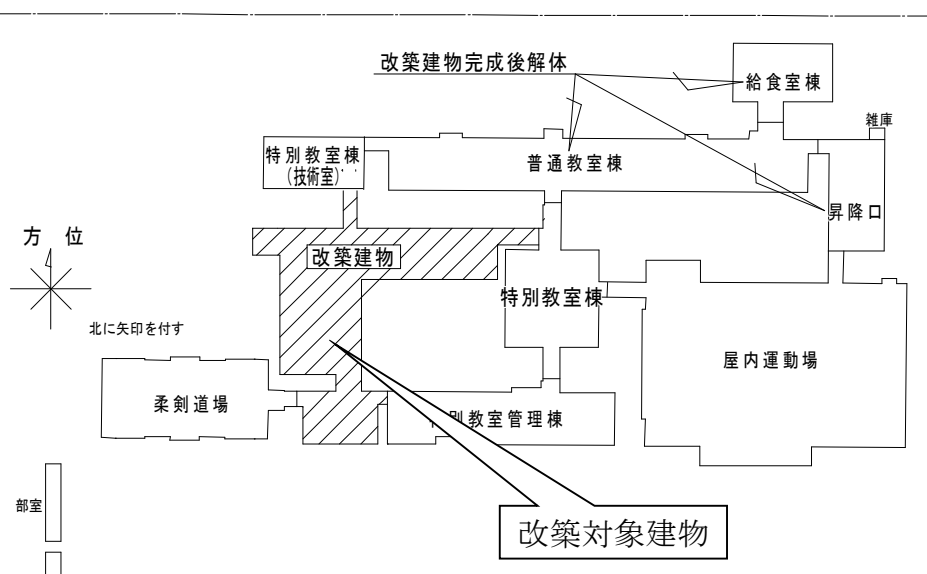 改築建物完成後解体
給食室棟
雑庫
特別教室棟
(技術室)
普通教室棟
昇降口
方 位
改築建物
特別教室棟
北に矢印を付す
屋内運動場
柔剣道場
別教室管理棟
部室
改築対象建物